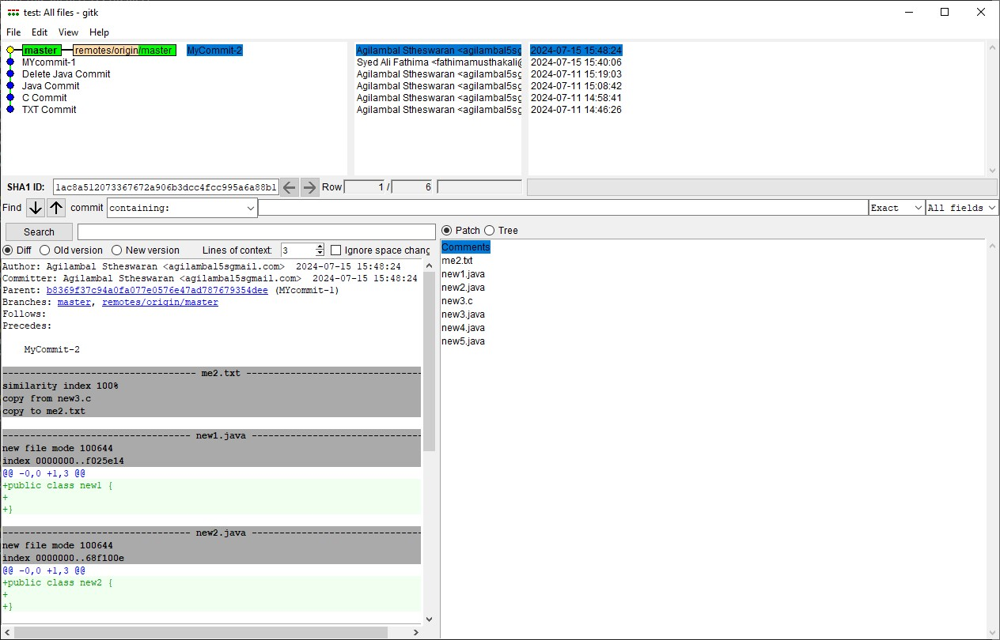 test: All files - gitk
File Edit View Help
master remotes/origin/master MyCommit-2 Agilambal Stheswaran <agilambal5sg 2024-07-15 15:48:24
MYcommit-1 Syed Ali Fathima <fathimamusthakali@ 2024-07-15 15:40:06
Delete Java Commit Agilambal Stheswaran <agilambal5sg 2024-07-11 15:19:03
Java Commit Agilambal Stheswaran <agilambal5sg 2024-07-11 15:08:42
C Commit Agilambal Stheswaran <agilambal5sg 2024-07-11 14:58:41
TXT Commit Agilambal Stheswaran <agilambal5sg 2024-07-11 14:46:26
SHA1 ID: 1ac8a512073367672a906b3dcc4fcc995a6a88b1 Row 1 / 6
Find commit containing: Exact All fields
Search
Patch Tree
Diff Old version New version Lines of context: 3 Ignore space chang
Author: Agilambal Stheswaran <agilambal5sgmail.com> 2024-07-15 15:48:24
Committer: Agilambal Stheswaran <agilambal5sgmail.com> 2024-07-15 15:48:24
Parent: b8369f37c94a0fa077e0576e47ad787679354dee (MYcommit-1)
Branches: master, remotes/origin/master
Follows:
Precedes:
MyCommit-2
---------------------------------- me2.txt -------------------------------
similarity index 100%
copy from new3.c
copy to me2.txt
--------------------------------- new1.java ------------------------------
new file mode 100644
index 0000000..f025e14
@@ -0,0 +1,3 @@
+public class new1 {
+
+}
--------------------------------- new2.java ------------------------------
new file mode 100644
index 0000000..68f100e
@@ -0,0 +1,3 @@
+public class new2 {
+
+}
Comments
me2.txt
new1.java
new2.java
new3.c
new3.java
new4.java
new5.java